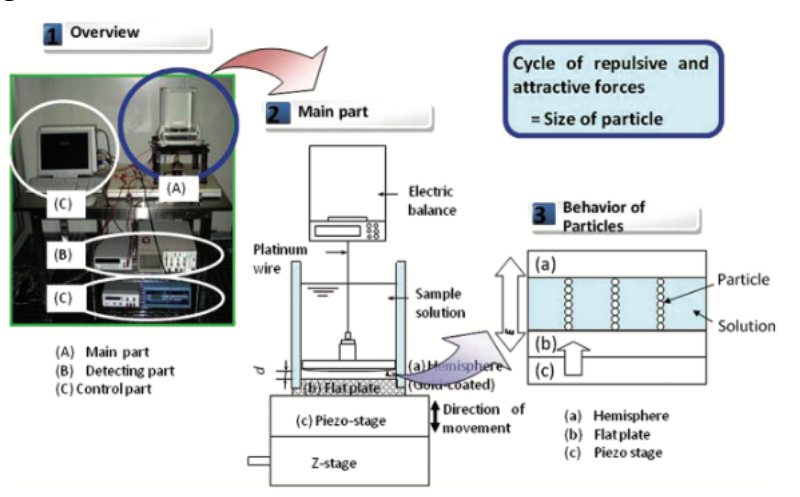 1 Overview
(A)
(C)
(B)
(C)
(A) Main part
(B) Detecting part
(C) Control part
2 Main part
Electric
balance
Platinum
wire
Sample
solution
d
(a) Hemisphere
(Gold-coated)
(b) Flat plate
(c) Piezo-stage
Direction of
movement
Z-stage
Cycle of repulsive and
attractive forces
= Size of particle
3 Behavior of
Particles
(a)
Particle
Solution
(b)
(c)
(a) Hemisphere
(b) Flat plate
(c) Piezo stage